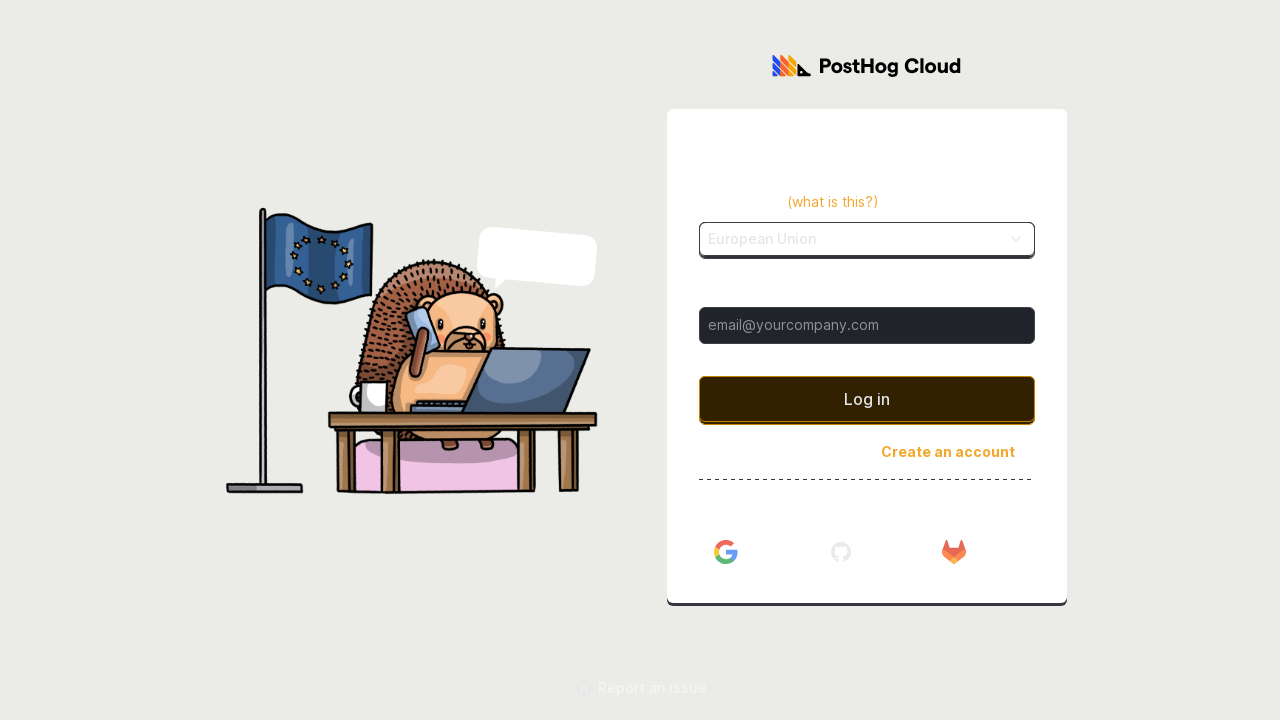 PostHog Cloud
(what is this?)
European Union
email@yourcompany.com
Log in
Create an account
Report an issue